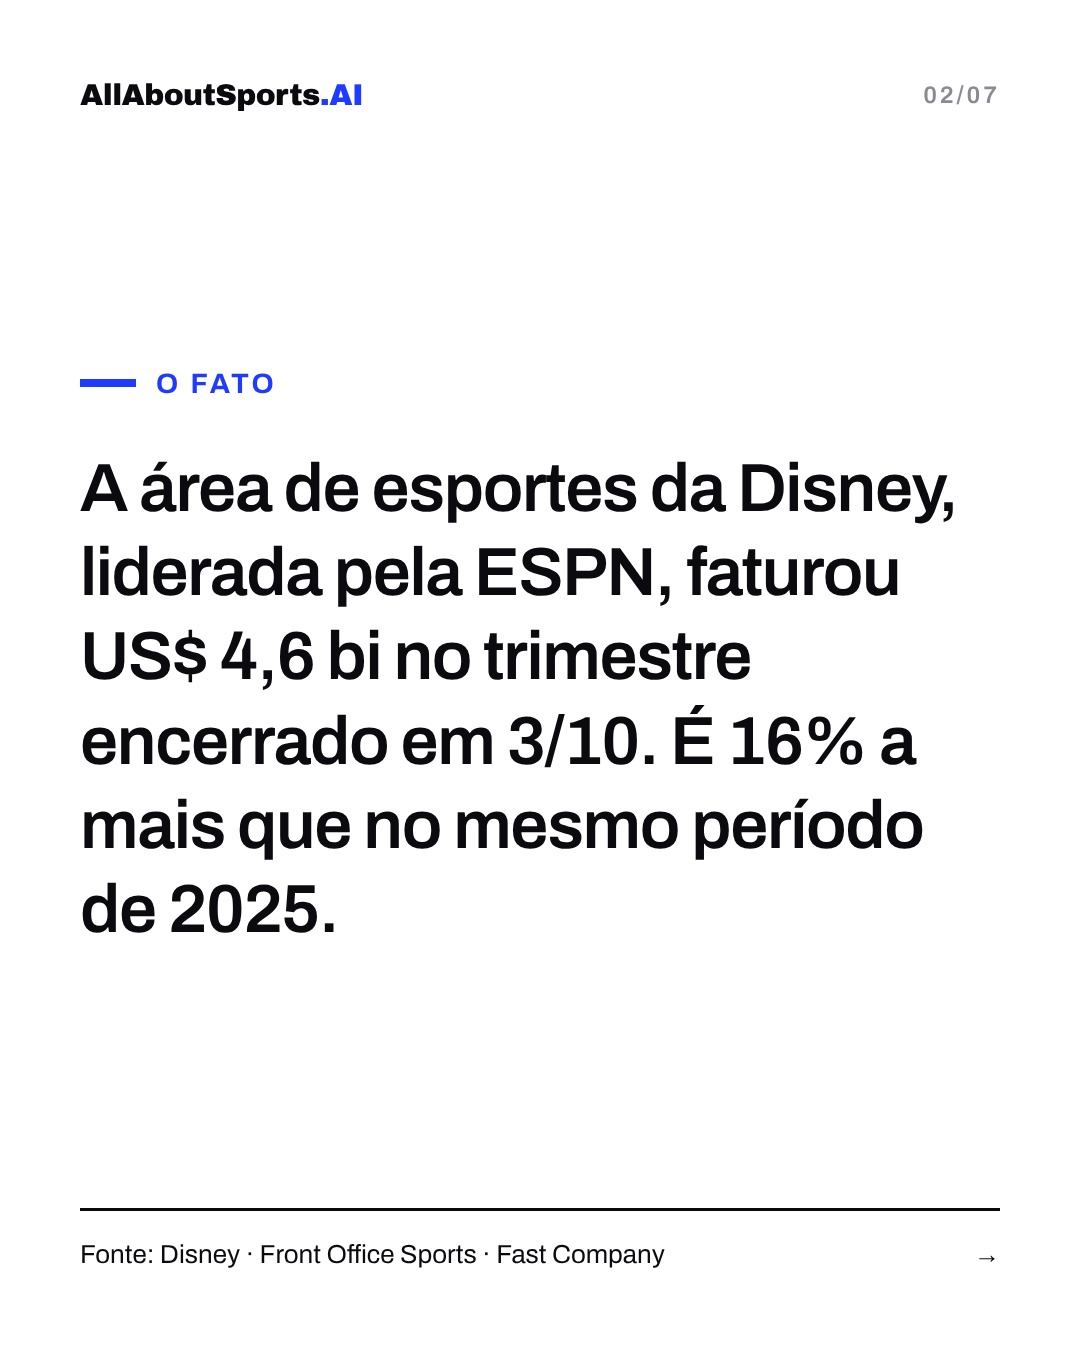 AllAboutSports.AI
02/07
O FATO
A área de esportes da Disney,
liderada pela ESPN, faturou
US$ 4,6 bi no trimestre
encerrado em 3/10. É 16% a
mais que no mesmo período
de 2025.
Fonte: Disney · Front Office Sports · Fast Company
→